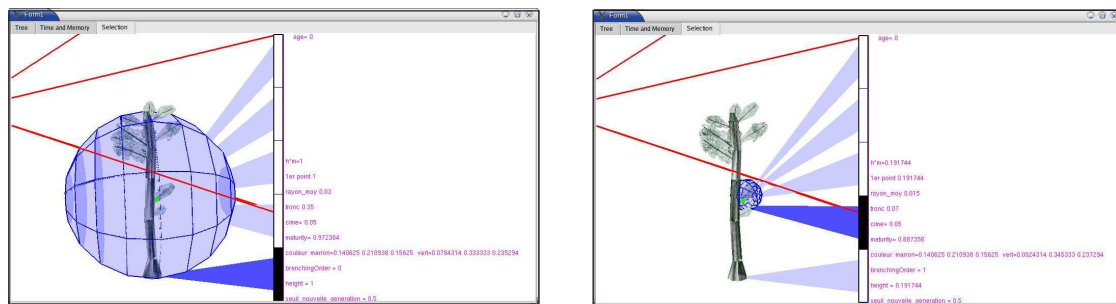 Form1
Tree Time and Memory Selection
age= 0
h*m=1
1er point 1
rayon_moy 0.03
tronc 0.35
cime= 0.05
maturity= 0.972364
couleur: marron=0.140625 0.210938 0.15625 vert=0.0784314 0.333333 0.235294
branchingOrder = 0
height = 1
seuil_nouvelle_generation = 0.5
Form1
Tree Time and Memory Selection
age= 0
h*m=0.191744
1er point 0.191744
rayon_moy 0.015
tronc 0.07
cime= 0.05
maturity= 0.687356
couleur: marron=0.140625 0.210938 0.15625 vert=0.0824314 0.345333 0.237294
branchingOrder = 1
height = 0.191744
seuil_nouvelle_generation = 0.5